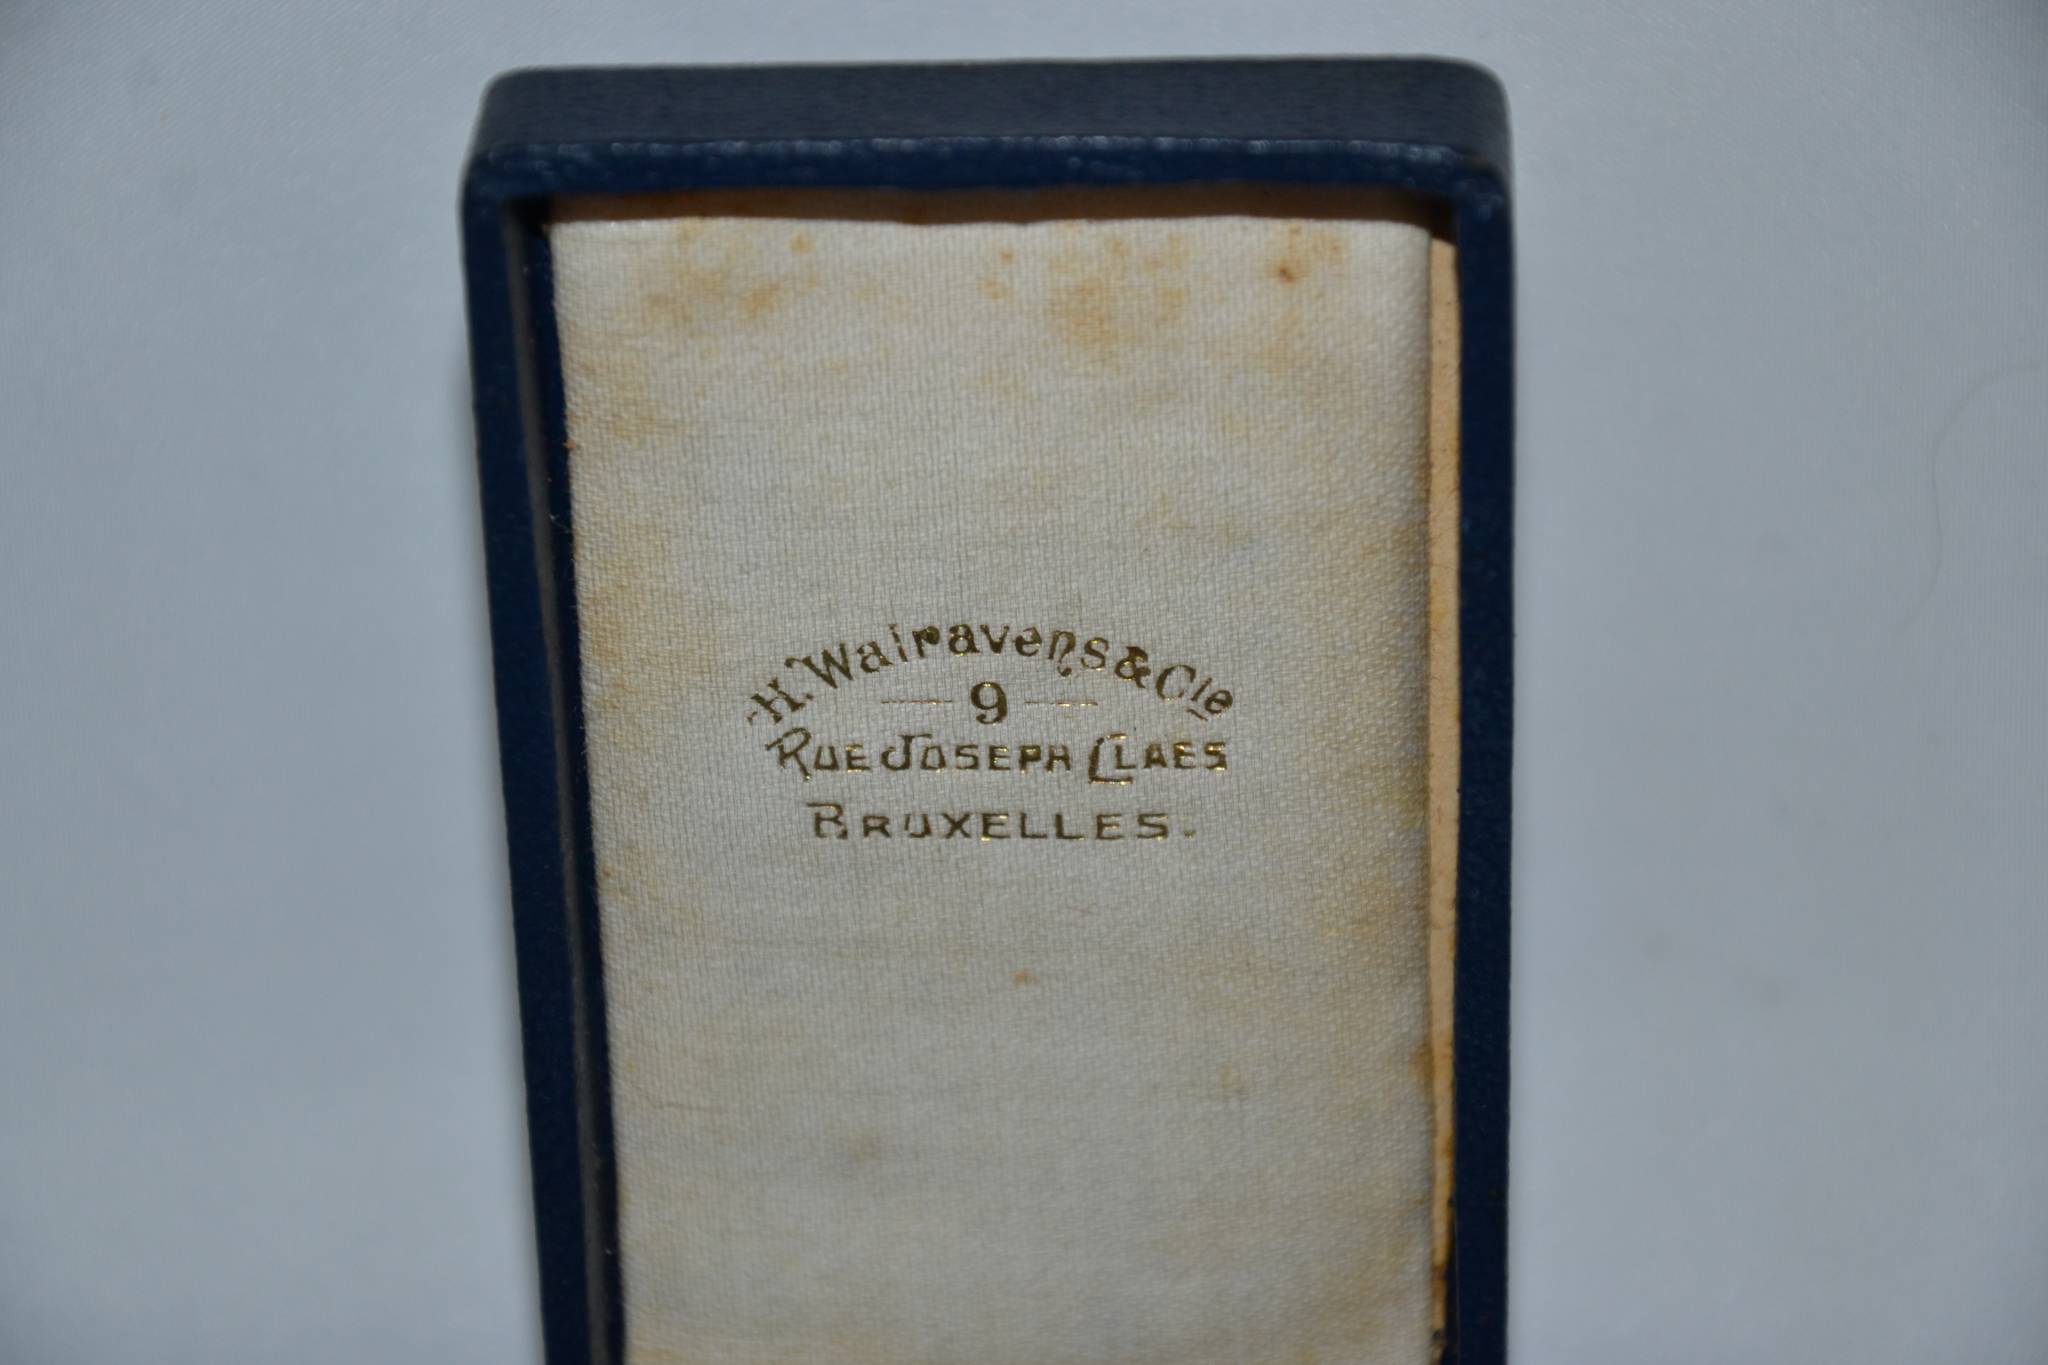 H. Walravens & Cie
9
RUE JOSEPH CLAES
BRUXELLES.